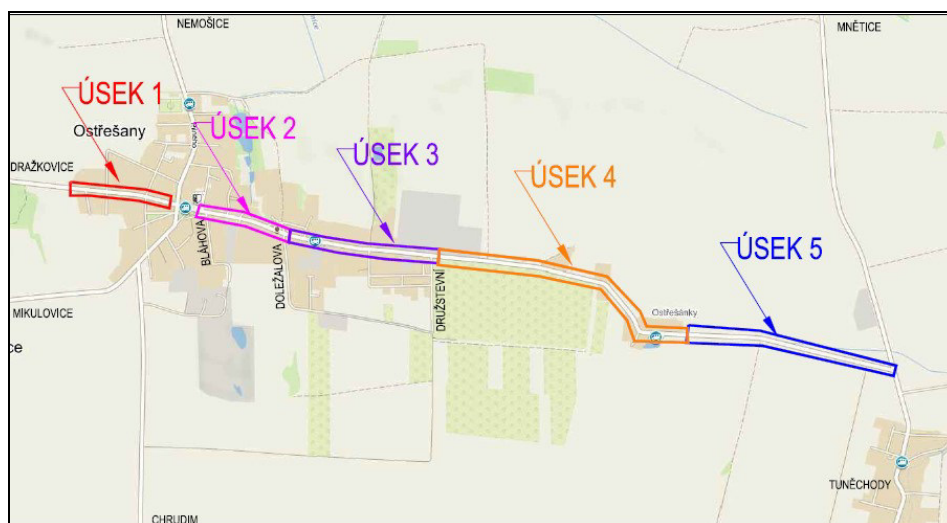 NEMOŠICE
MNĚTICE
ÚSEK 1
Ostřešany
ÚSEK 2
ÚSEK 3
DRAŽKOVICE
ÚSEK 4
BLÁHOVA
DOLEŽALOVA
ÚSEK 5
DRUŽSTEVNÍ
MIKULOVICE
Ostřešánky
ce
TUNĚCHODY
CHRUDIM